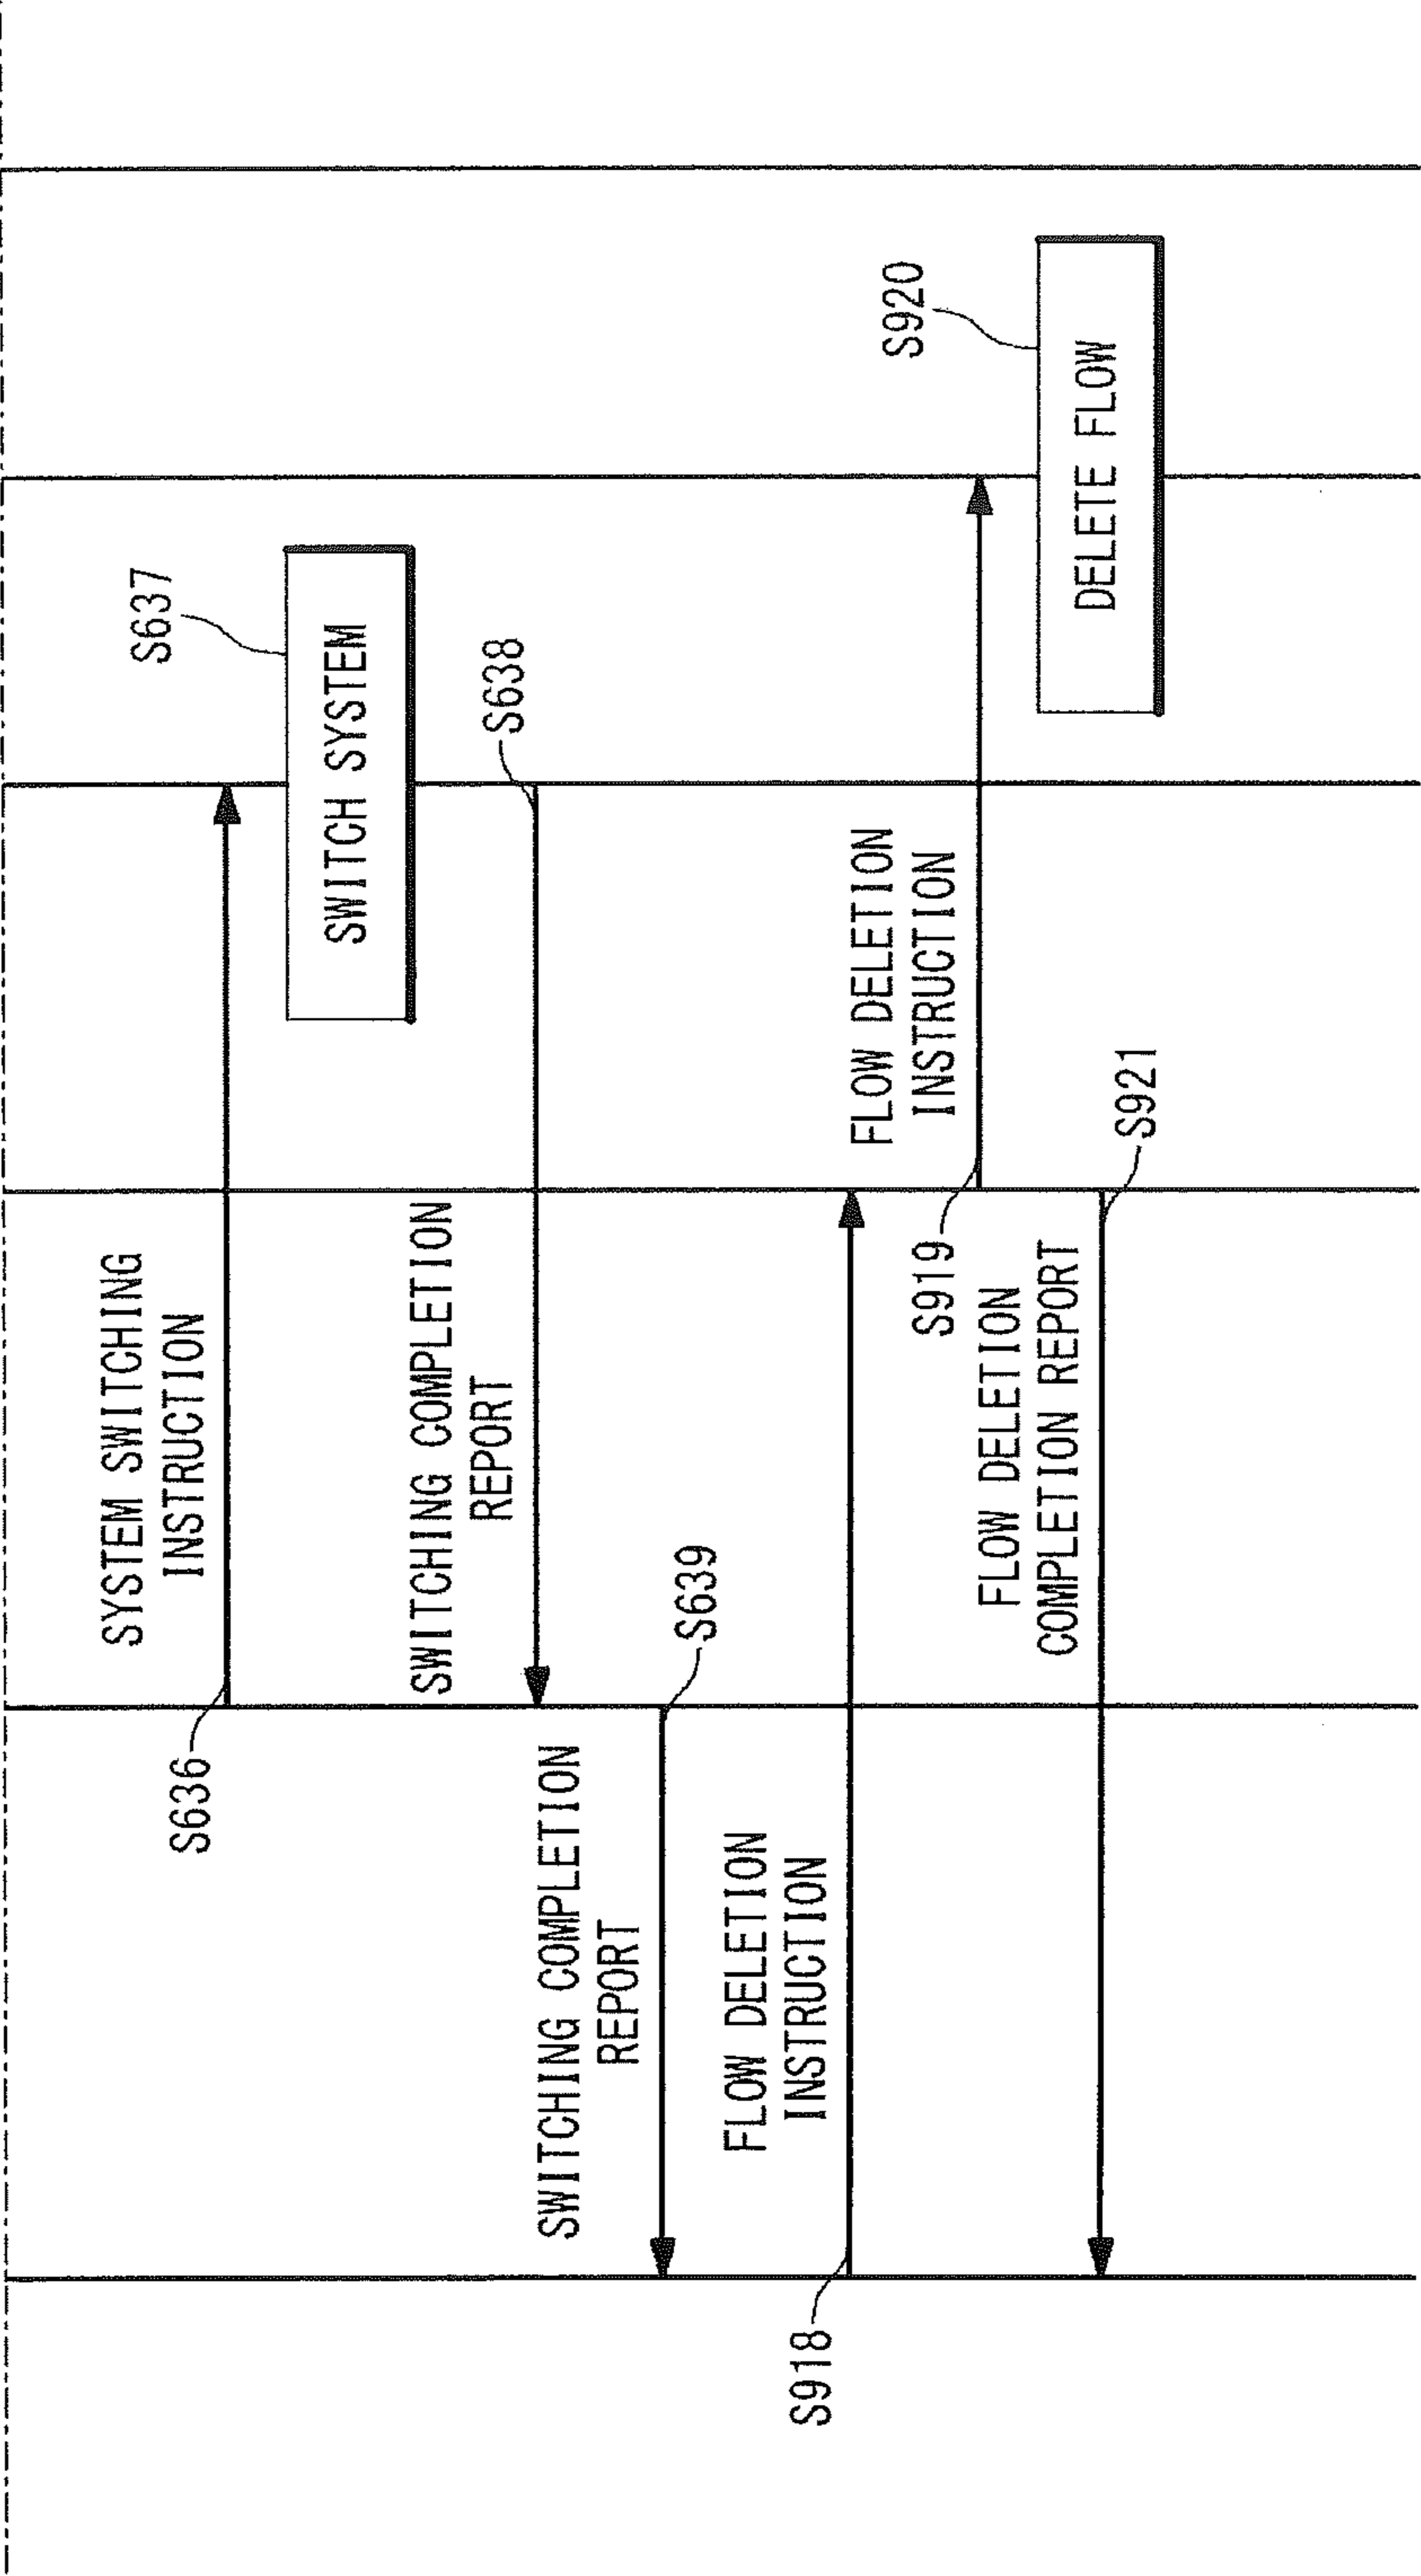 SYSTEM SWITCHING
INSTRUCTION
S636
S637
SWITCH SYSTEM
SWITCHING COMPLETION
REPORT
S638
SWITCHING COMPLETION
REPORT
S639
FLOW DELETION
INSTRUCTION
S918
FLOW DELETION
INSTRUCTION
S919
S920
DELETE FLOW
FLOW DELETION
COMPLETION REPORT
S921